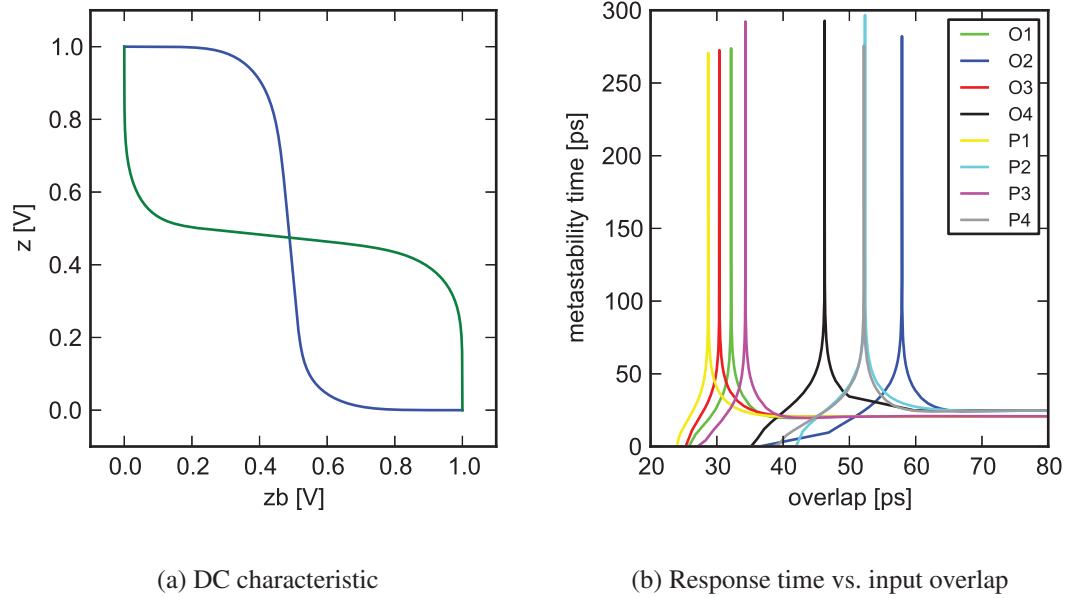 1.0
0.8
0.6
0.4
0.2
0.0
z [V]
0.0 0.2 0.4 0.6 0.8 1.0
zb [V]
(a) DC characteristic
300
250
200
150
100
50
0
metastability time [ps]
20 30 40 50 60 70 80
overlap [ps]
O1
O2
O3
O4
P1
P2
P3
P4
(b) Response time vs. input overlap